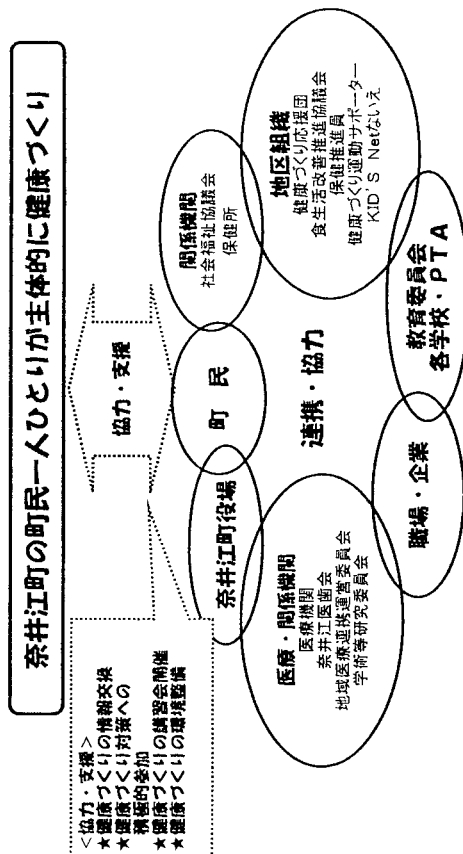 奈井江町の町民一人ひとりが主体的に健康づくり
＜協力・支援＞
★健康づくりの情報交換
★健康づくり対策への
積極的参加
★健康づくりの講習会開催
★健康づくりの環境整備
協力・支援
奈井江町役場
町　民
関係機関
社会福祉協議会
保健所
医療・関係機関
医療機関
奈井江医歯会
地域医療連携運営委員会
学術等研究委員会
連携・協力
地区組織
健康づくり応援団
食生活改善推進協議会
保健推進員
健康づくり運動サポーター
KID'S Netないえ
職場・企業
教育委員会
各学校・PTA